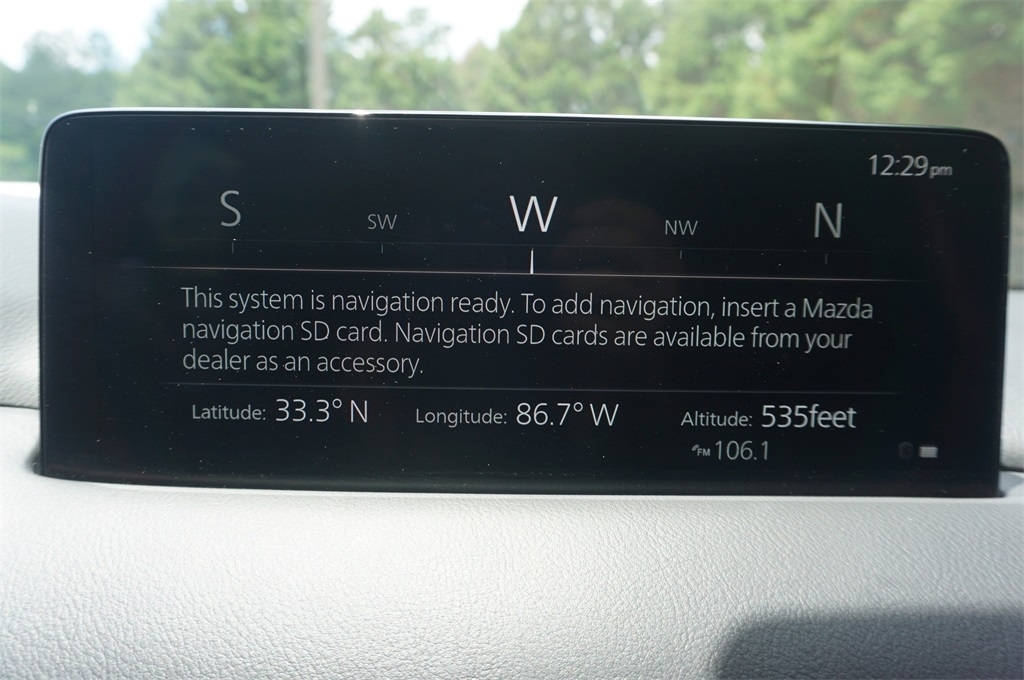 12:29pm
S SW W NW N
This system is navigation ready. To add navigation, insert a Mazda
navigation SD card. Navigation SD cards are available from your
dealer as an accessory.
Latitude: 33.3° N Longitude: 86.7° W Altitude: 535feet
FM 106.1